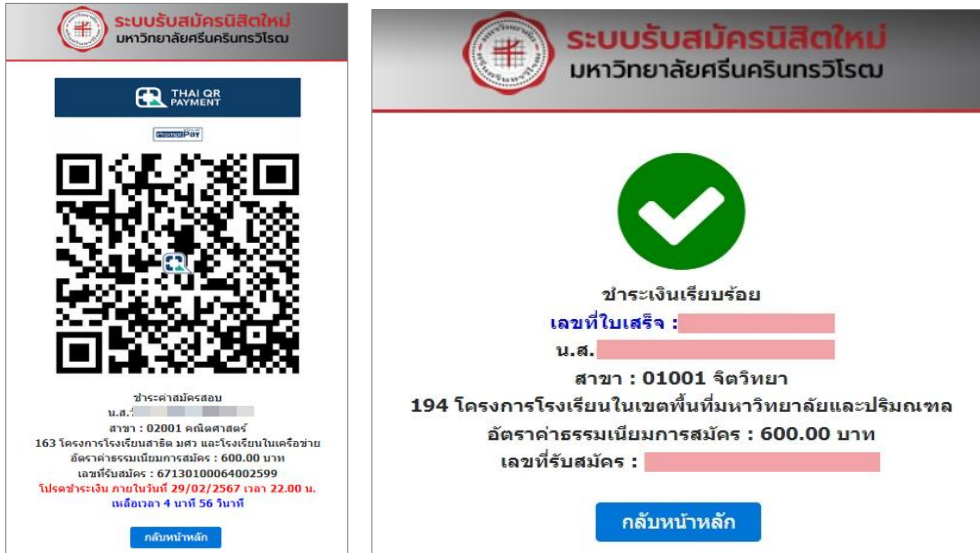 ระบบรับสมัครนิสิตใหม่
มหาวิทยาลัยศรีนครินทรวิโรฒ
THAI QR
PAYMENT
PromptPay
ชำระค่าสมัครสอบ
น.ส.
สาขา : 02001 คณิตศาสตร์
163 โครงการโรงเรียนสาธิต มศว และโรงเรียนในเครือข่าย
อัตราค่าธรรมเนียมการสมัคร : 600.00 บาท
เลขที่รับสมัคร : 67130100064002599
โปรดชำระเงิน ภายในวันที่ 29/02/2567 เวลา 22.00 น.
เหลือเวลา 4 นาที 56 วินาที
กลับหน้าหลัก
ระบบรับสมัครนิสิตใหม่
มหาวิทยาลัยศรีนครินทรวิโรฒ
ชำระเงินเรียบร้อย
เลขที่ใบเสร็จ :
น.ส.
สาขา : 01001 จิตวิทยา
194 โครงการโรงเรียนในเขตพื้นที่มหาวิทยาลัยและปริมณฑล
อัตราค่าธรรมเนียมการสมัคร : 600.00 บาท
เลขที่รับสมัคร :
กลับหน้าหลัก